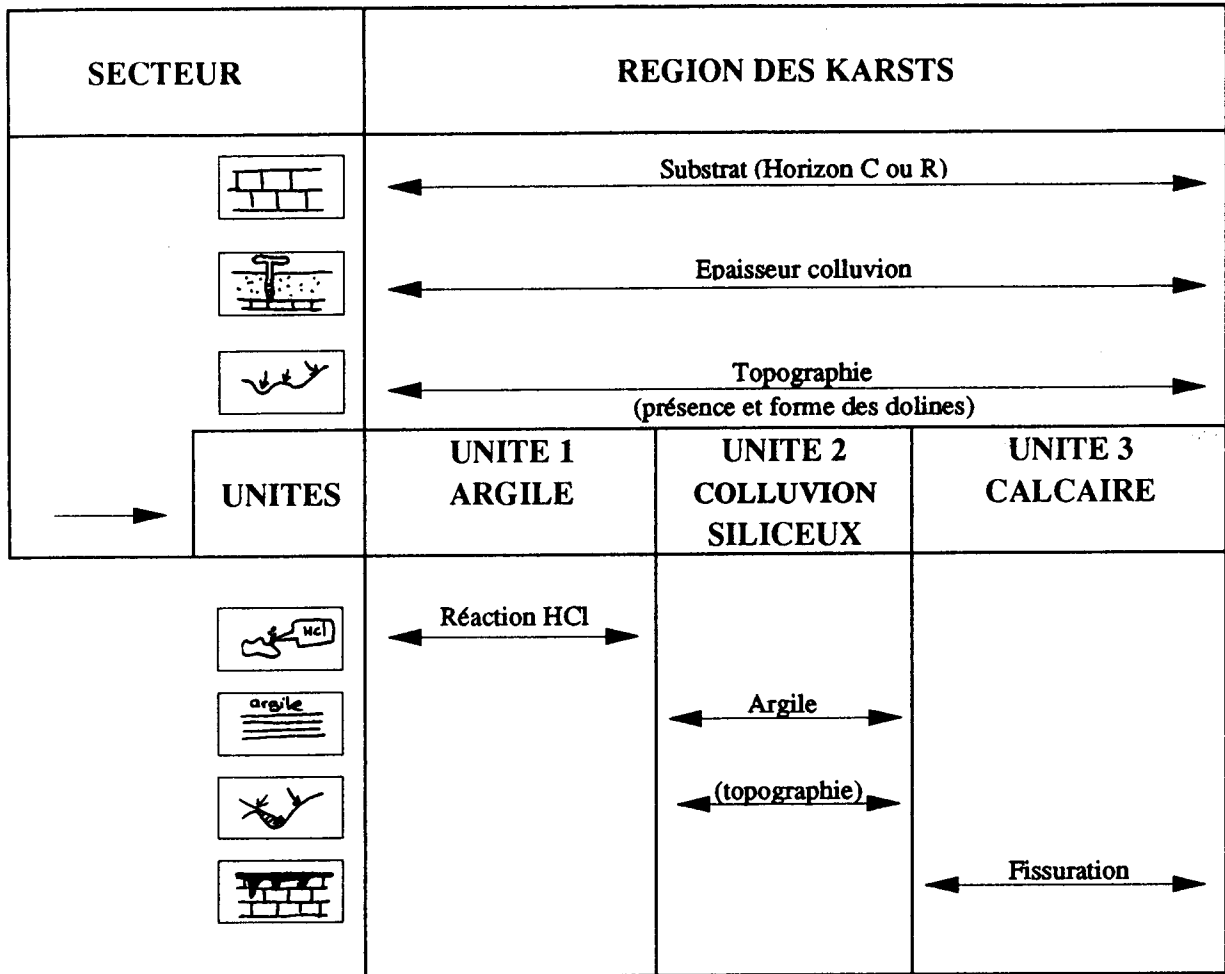 SECTEUR
REGION DES KARSTS
Substrat (Horizon C ou R)
Epaisseur colluvion
Topographie
(présence et forme des dolines)
UNITES
UNITE 1
ARGILE
UNITE 2
COLLUVION
SILICEUX
UNITE 3
CALCAIRE
HCl
Réaction HCl
argile
Argile
(topographie)
Fissuration